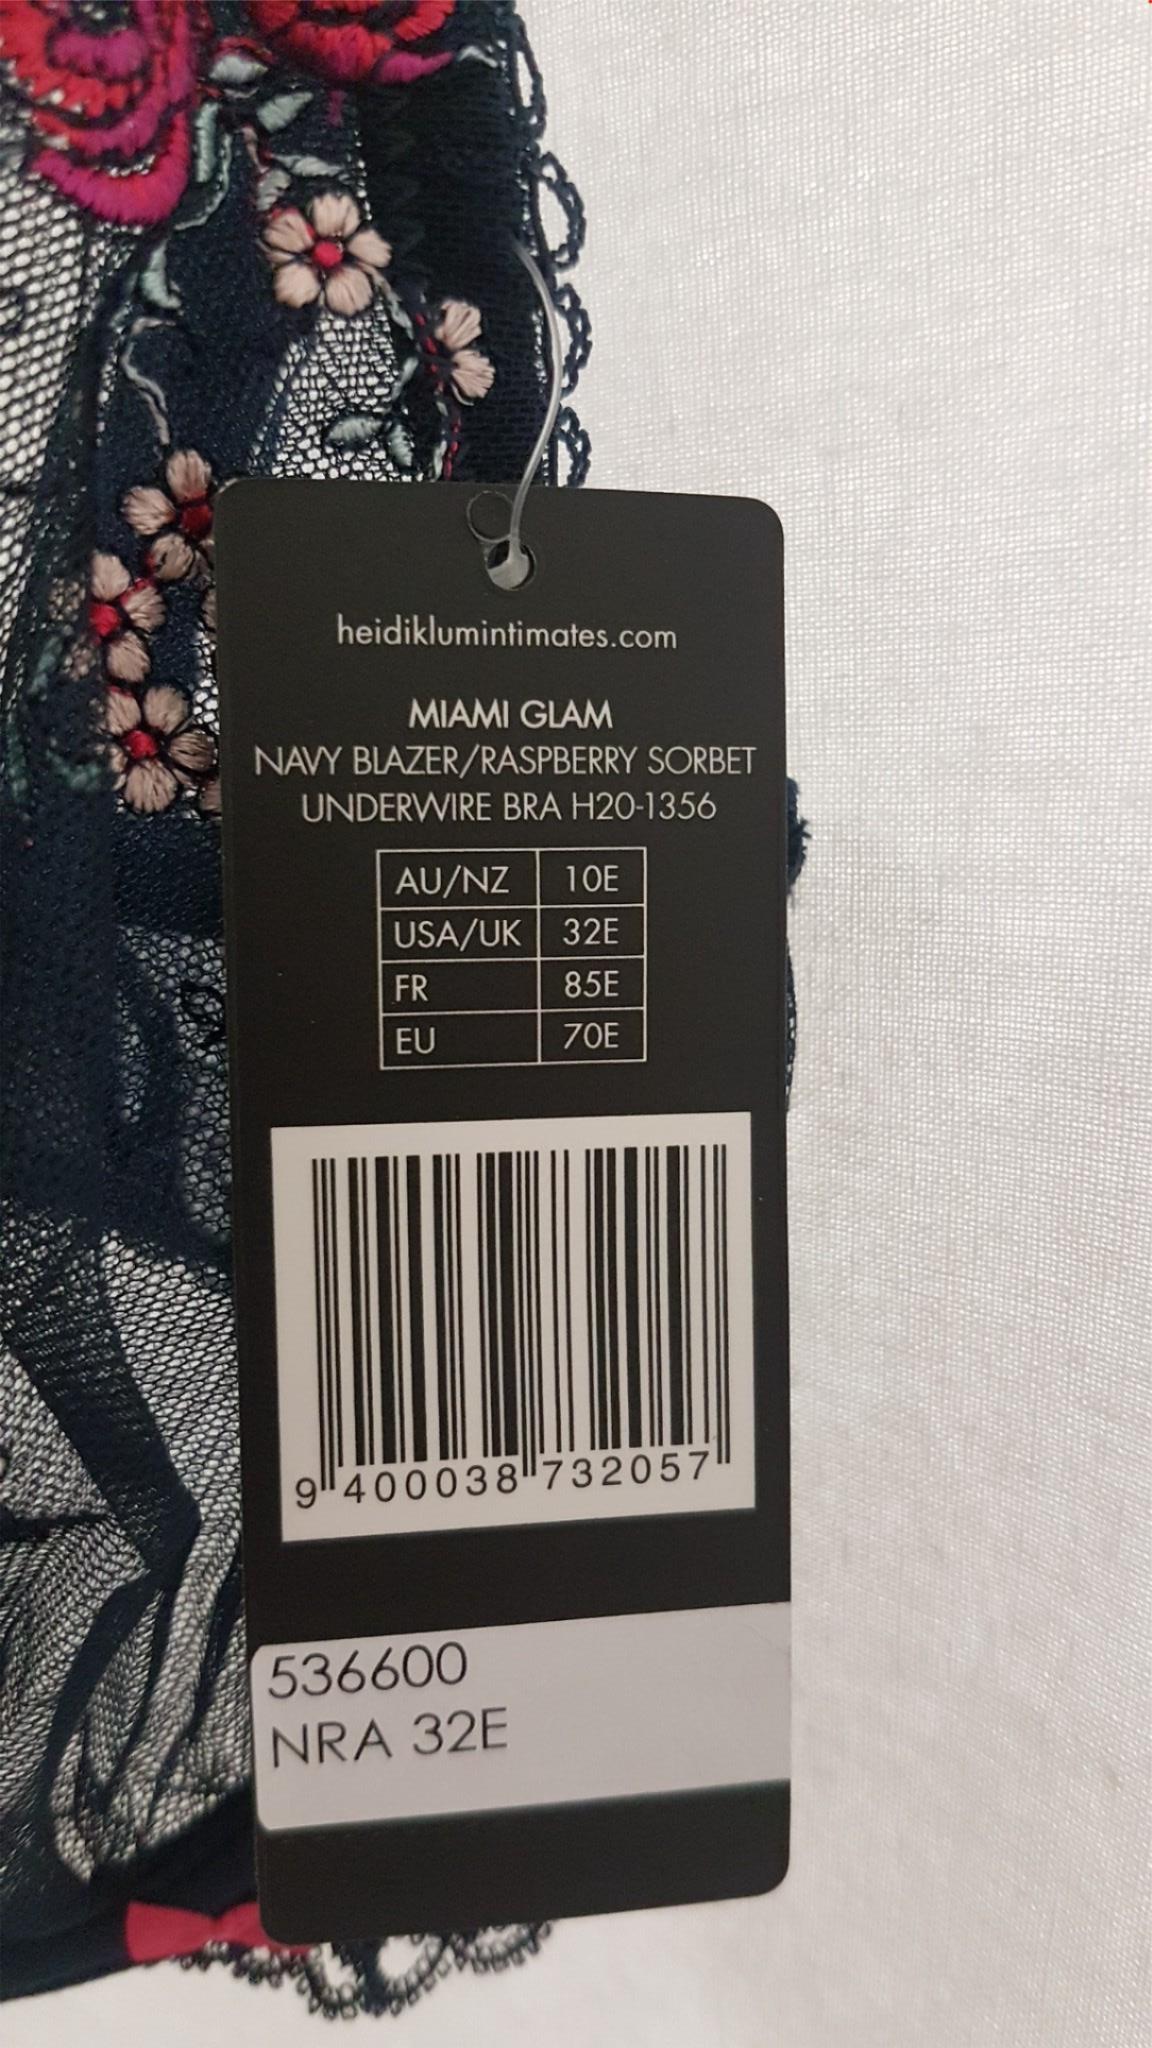 heidiklumintimates.com
MIAMI GLAM
NAVY BLAZER/RASPBERRY SORBET
UNDERWIRE BRA H20-1356
AU/NZ 10E
USA/UK 32E
FR 85E
EU 70E
9 400038 732057
536600
NRA 32E